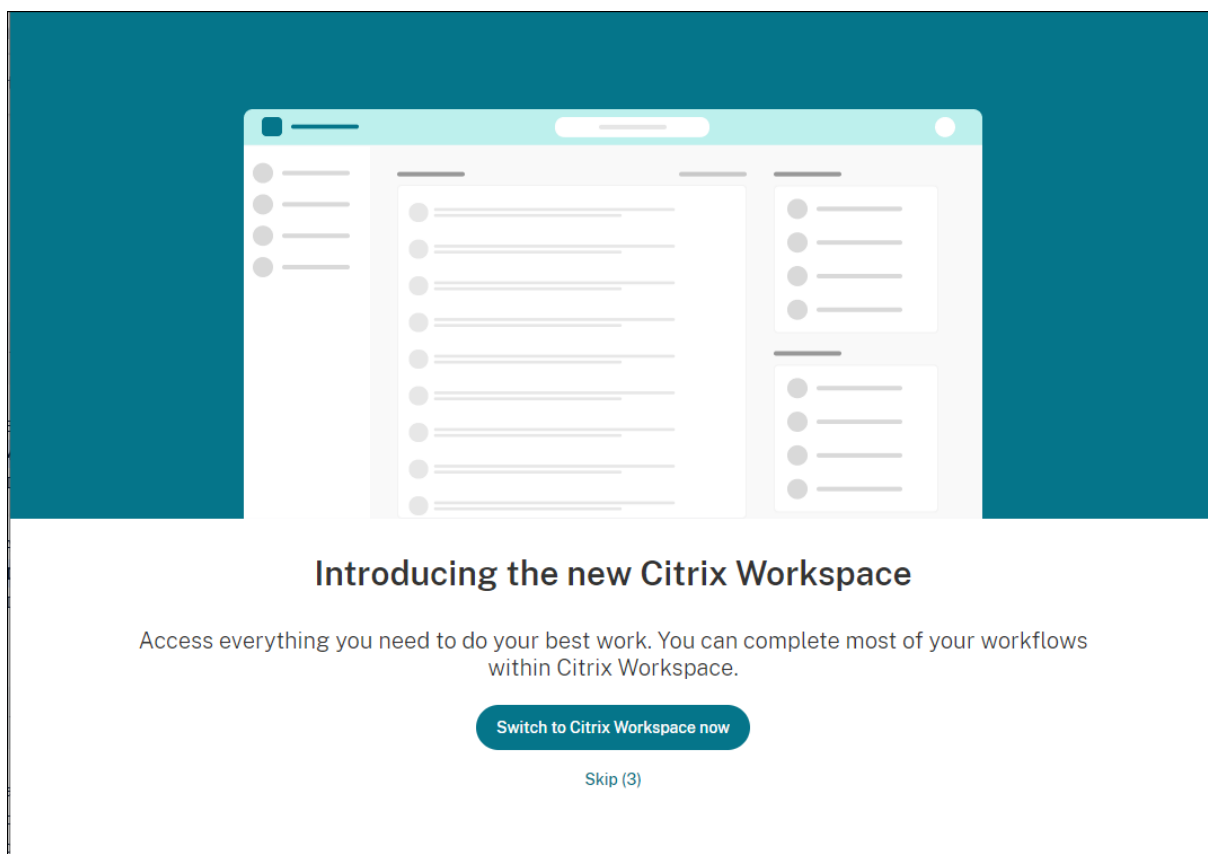 Introducing the new Citrix Workspace
Access everything you need to do your best work. You can complete most of your workflows
within Citrix Workspace.
Switch to Citrix Workspace now
Skip (3)